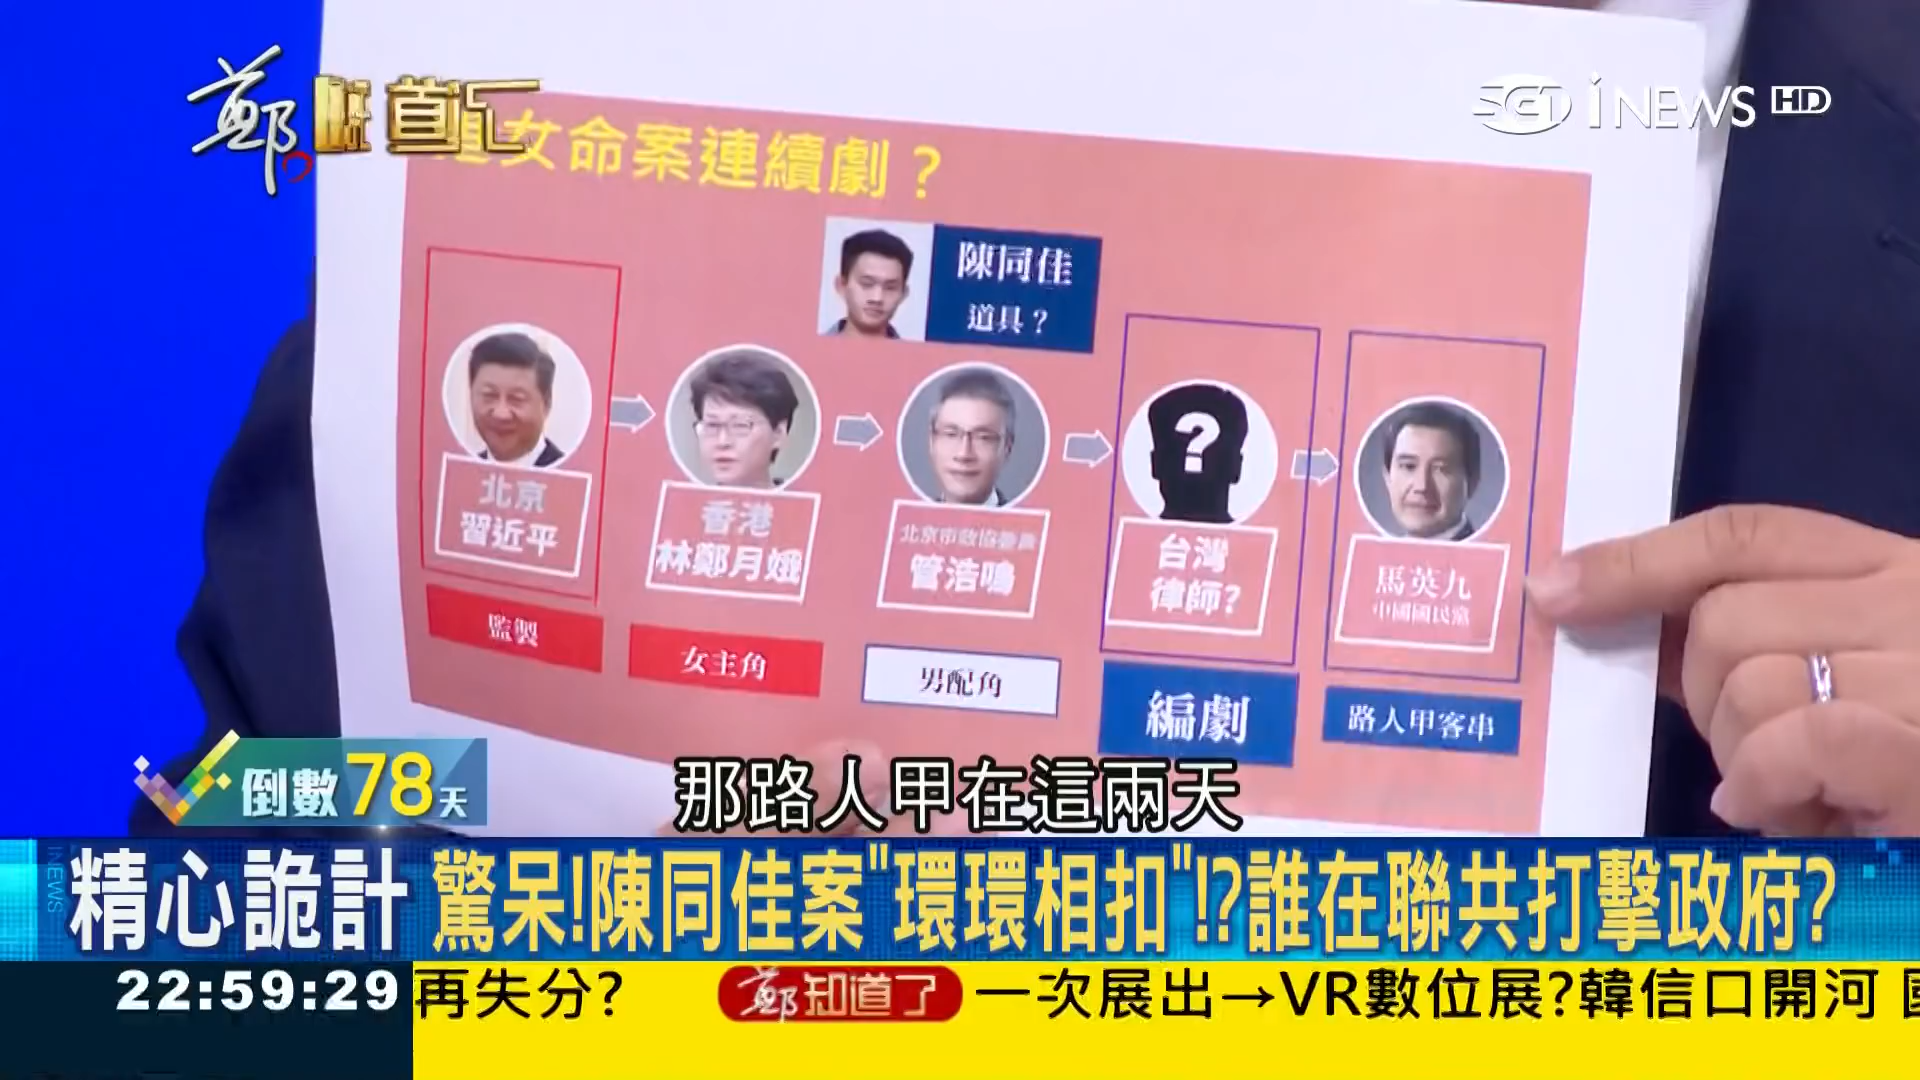 鄭
首
SET iNEWS HD
女命案連續劇？
陳同佳
道具？
北京
習近平
監製
香港
林鄭月娥
女主角
北京市政協委員
管浩鳴
男配角
?
台灣
律師?
編劇
馬英九
中國國民黨
路人甲客串
倒數78天
那路人甲在這兩天
iNEWS
精心詭計
驚呆!陳同佳案"環環相扣"!?誰在聯共打擊政府?
22:59:29
再失分?
鄭知道了
一次展出→VR數位展?韓信口開河